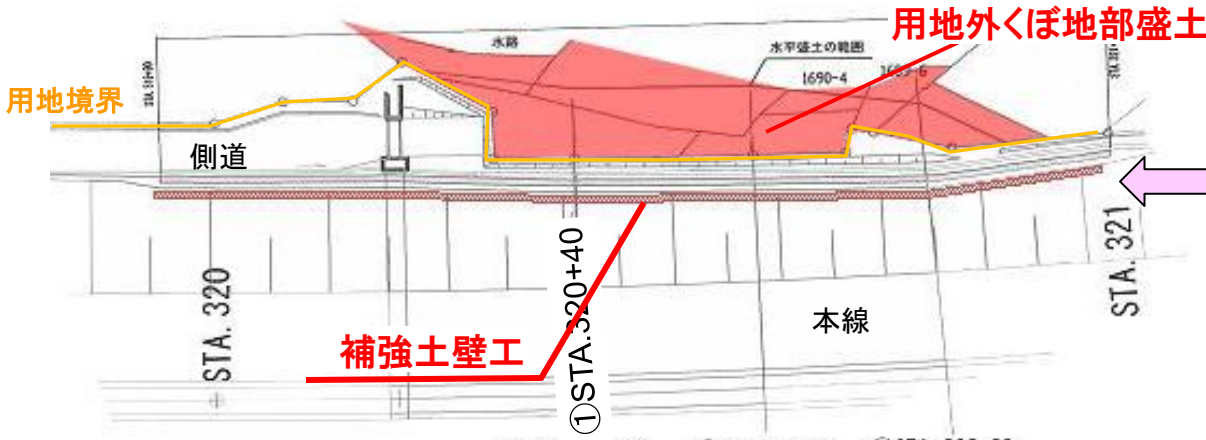 用地外くぼ地部盛土
水路
水平盛土の範囲
1690-4
用地境界
側道
STA. 320
①STA.320+40
STA. 321
本線
補強土壁工